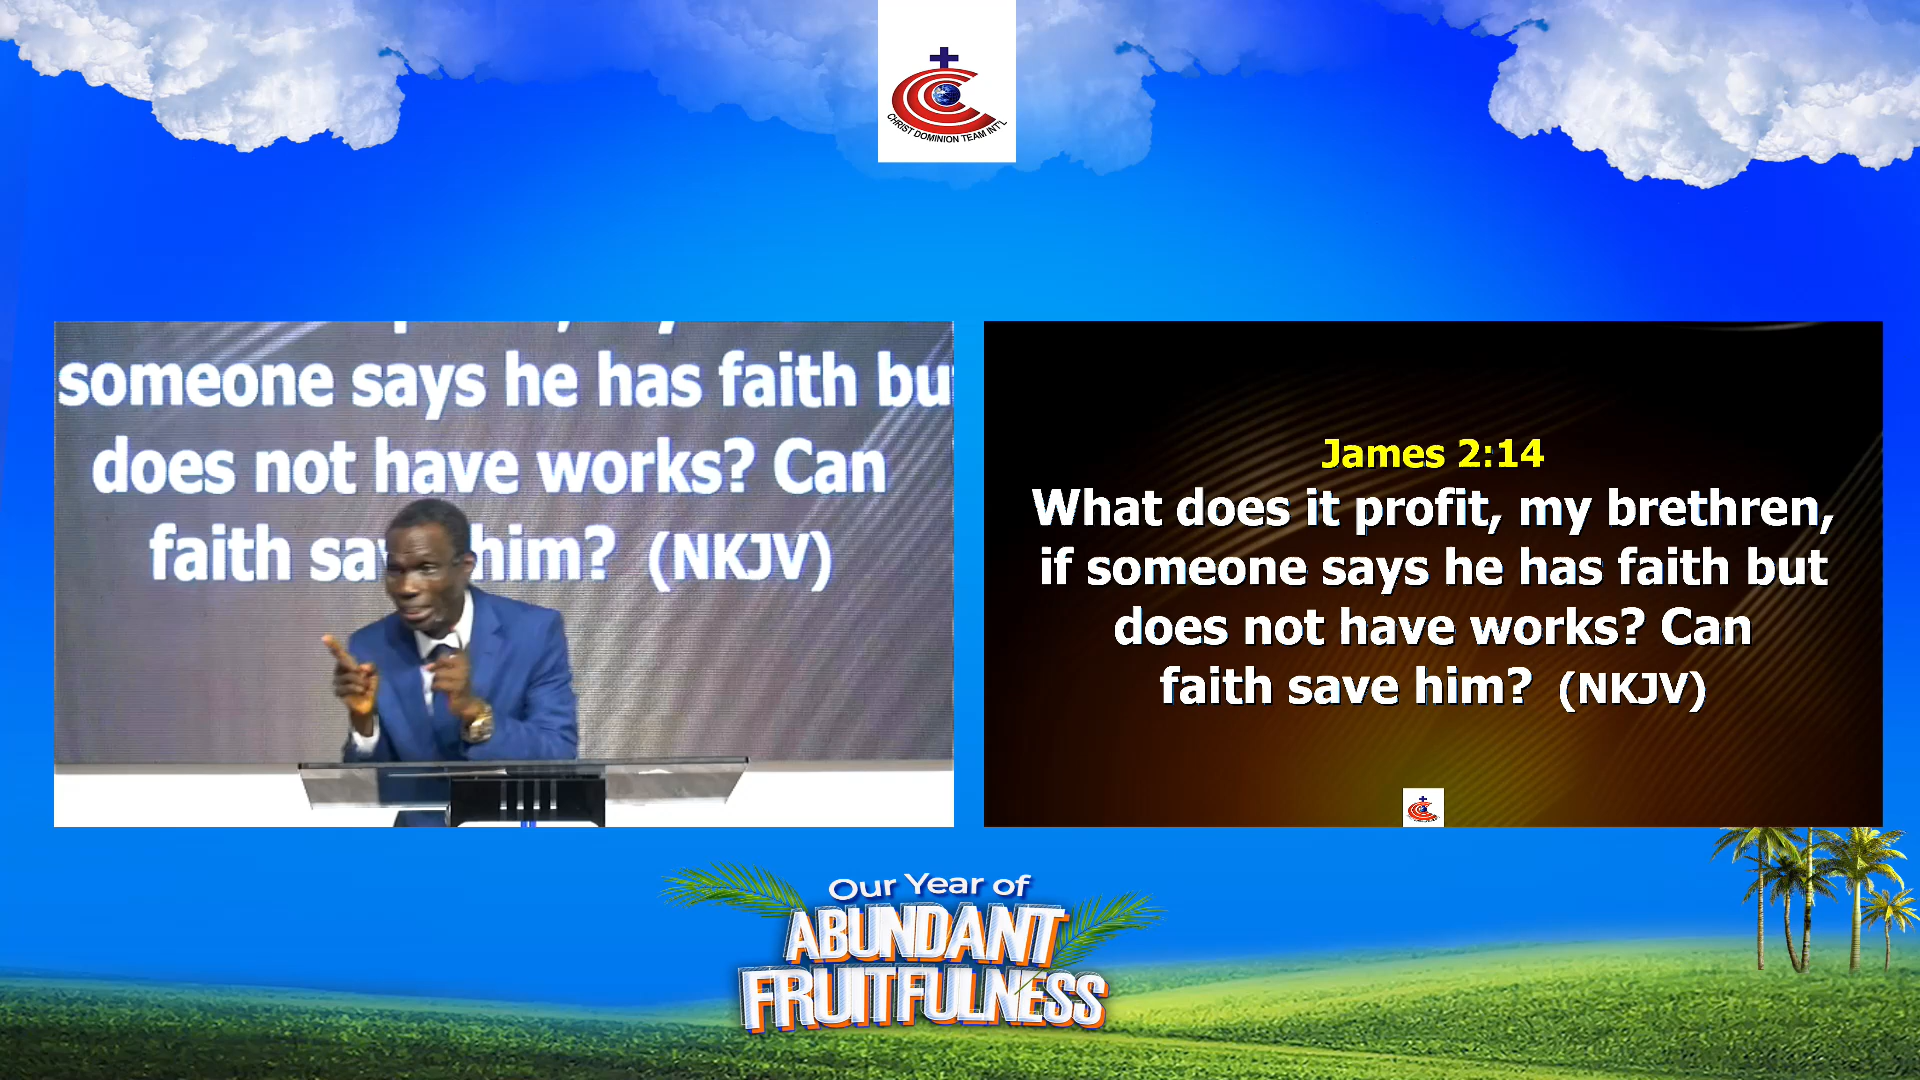 CHRIST DOMINION TEAM INT'L
someone says he has faith bu
does not have works? Can
faith sav him? (NKJV)
James 2:14
What does it profit, my brethren,
if someone says he has faith but
does not have works? Can
faith save him? (NKJV)
Our Year of
ABUNDANT
FRUITFULNESS